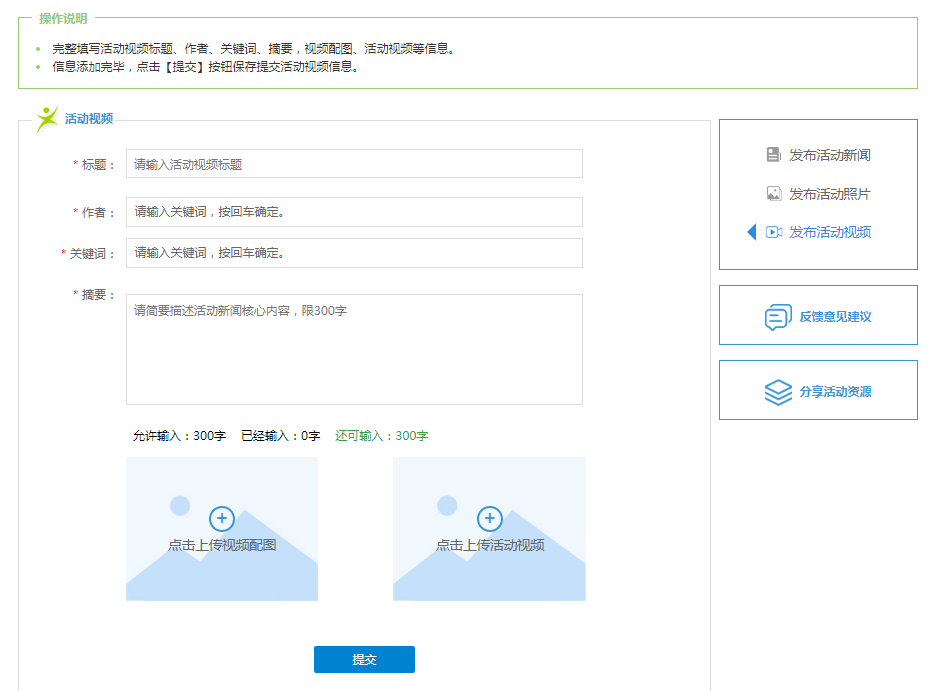 操作说明
完整填写活动视频标题、作者、关键词、摘要，视频配图、活动视频等信息。
信息添加完毕，点击【提交】按钮保存提交活动视频信息。
活动视频
* 标题： 请输入活动视频标题
* 作者： 请输入关键词，按回车确定。
* 关键词： 请输入关键词，按回车确定。
* 摘要： 请简要描述活动新闻核心内容，限300字
允许输入：300字 已经输入：0字 还可输入：300字
点击上传视频配图 点击上传活动视频
提交
发布活动新闻
发布活动照片
发布活动视频
反馈意见建议
分享活动资源